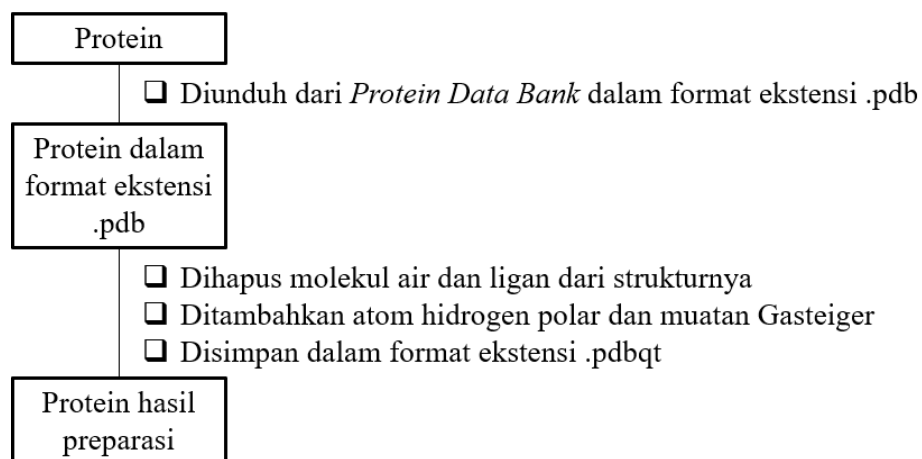 Protein
❑ Diunduh dari Protein Data Bank dalam format ekstensi .pdb
Protein dalam
format ekstensi
.pdb
❑ Dihapus molekul air dan ligan dari strukturnya
❑ Ditambahkan atom hidrogen polar dan muatan Gasteiger
❑ Disimpan dalam format ekstensi .pdbqt
Protein hasil
preparasi